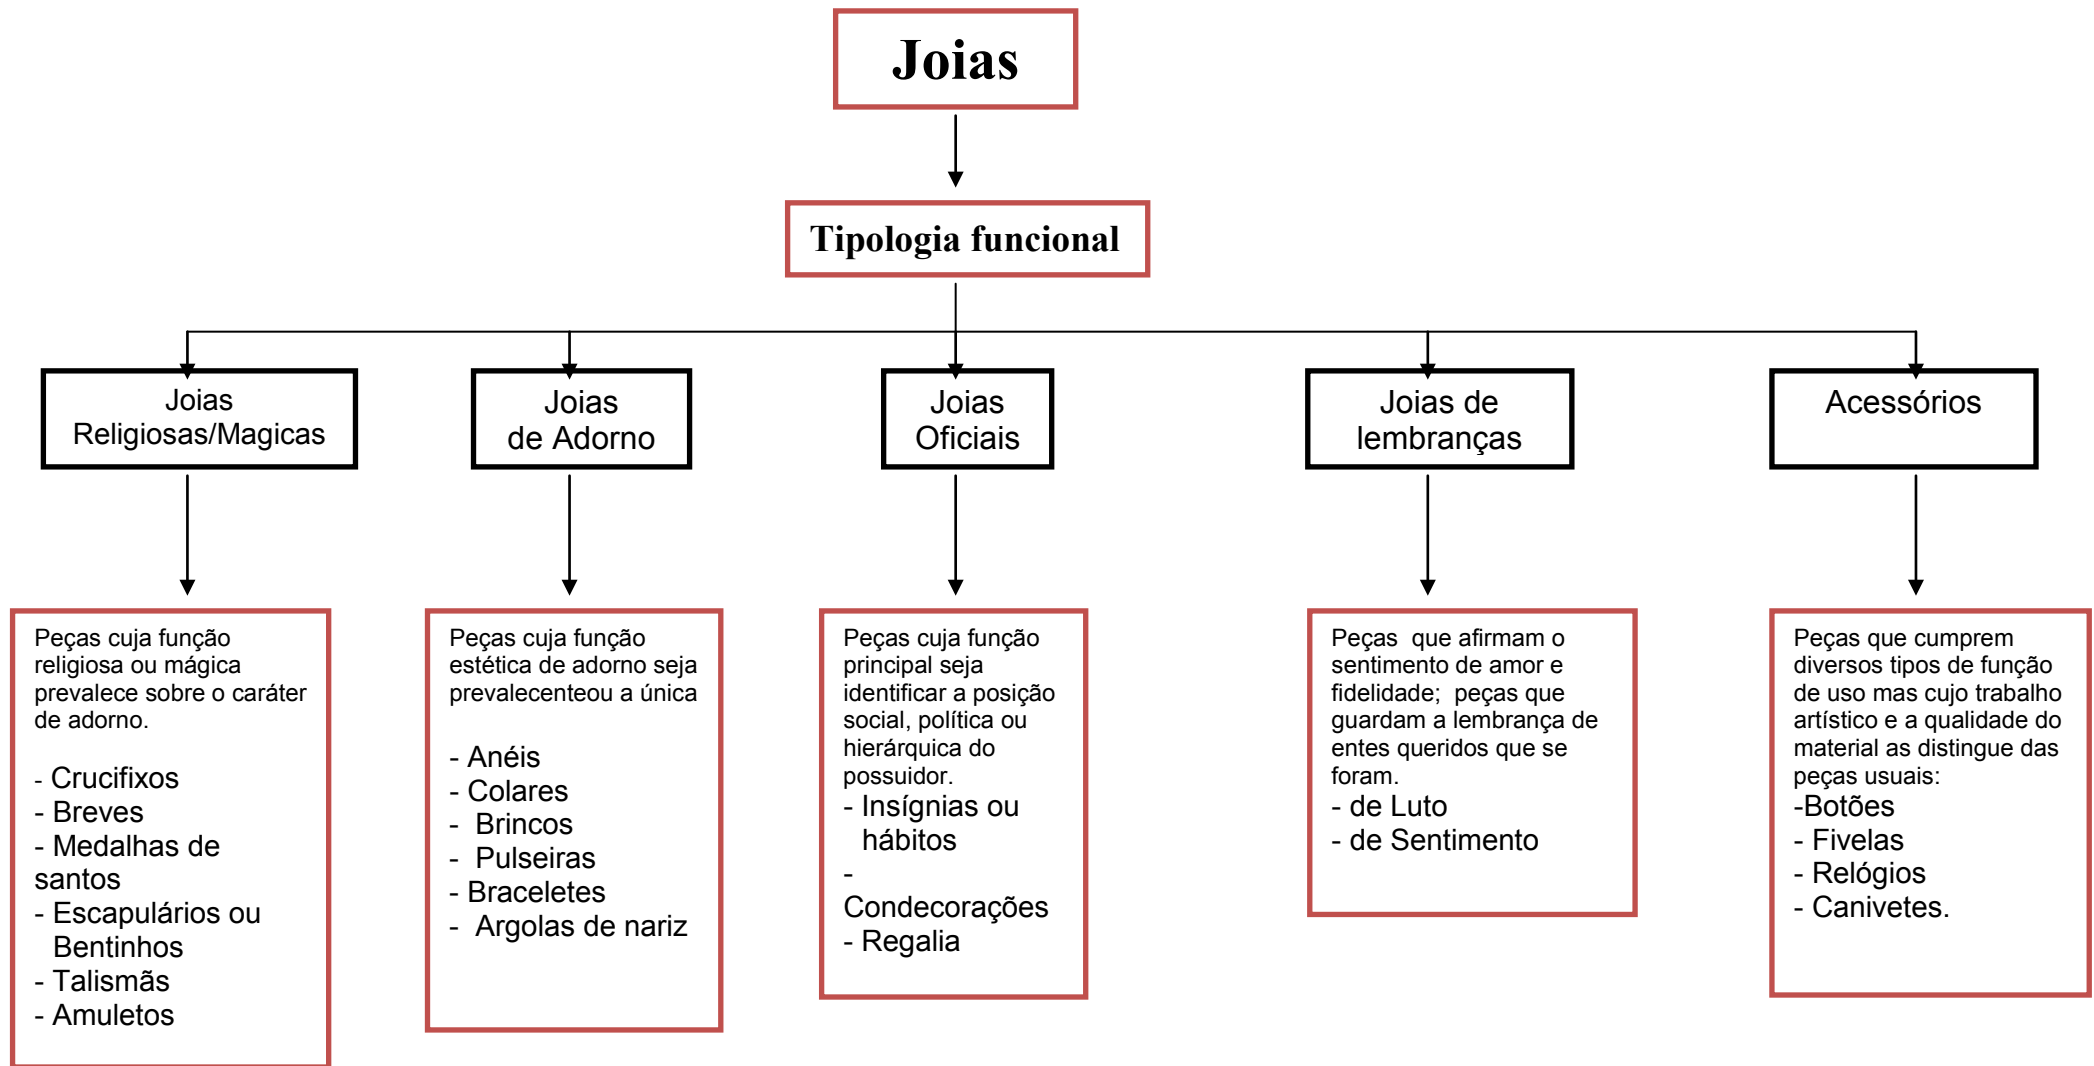 Joias
Tipologia funcional
Joias
Religiosas/Magicas
Joias
de Adorno
Joias
Oficiais
Joias de
lembranças
Acessórios
Peças cuja função
religiosa ou mágica
prevalece sobre o caráter
de adorno.
- Crucifixos
- Breves
- Medalhas de
santos
- Escapulários ou
Bentinhos
- Talismãs
- Amuletos
Peças cuja função
estética de adorno seja
prevalecenteou a única
- Anéis
- Colares
- Brincos
- Pulseiras
- Braceletes
- Argolas de nariz
Peças cuja função
principal seja
identificar a posição
social, política ou
hierárquica do
possuidor.
- Insígnias ou
hábitos
-
Condecorações
- Regalia
Peças que afirmam o
sentimento de amor e
fidelidade; peças que
guardam a lembrança de
entes queridos que se
foram.
- de Luto
- de Sentimento
Peças que cumprem
diversos tipos de função
de uso mas cujo trabalho
artístico e a qualidade do
material as distingue das
peças usuais:
-Botões
- Fivelas
- Relógios
- Canivetes.